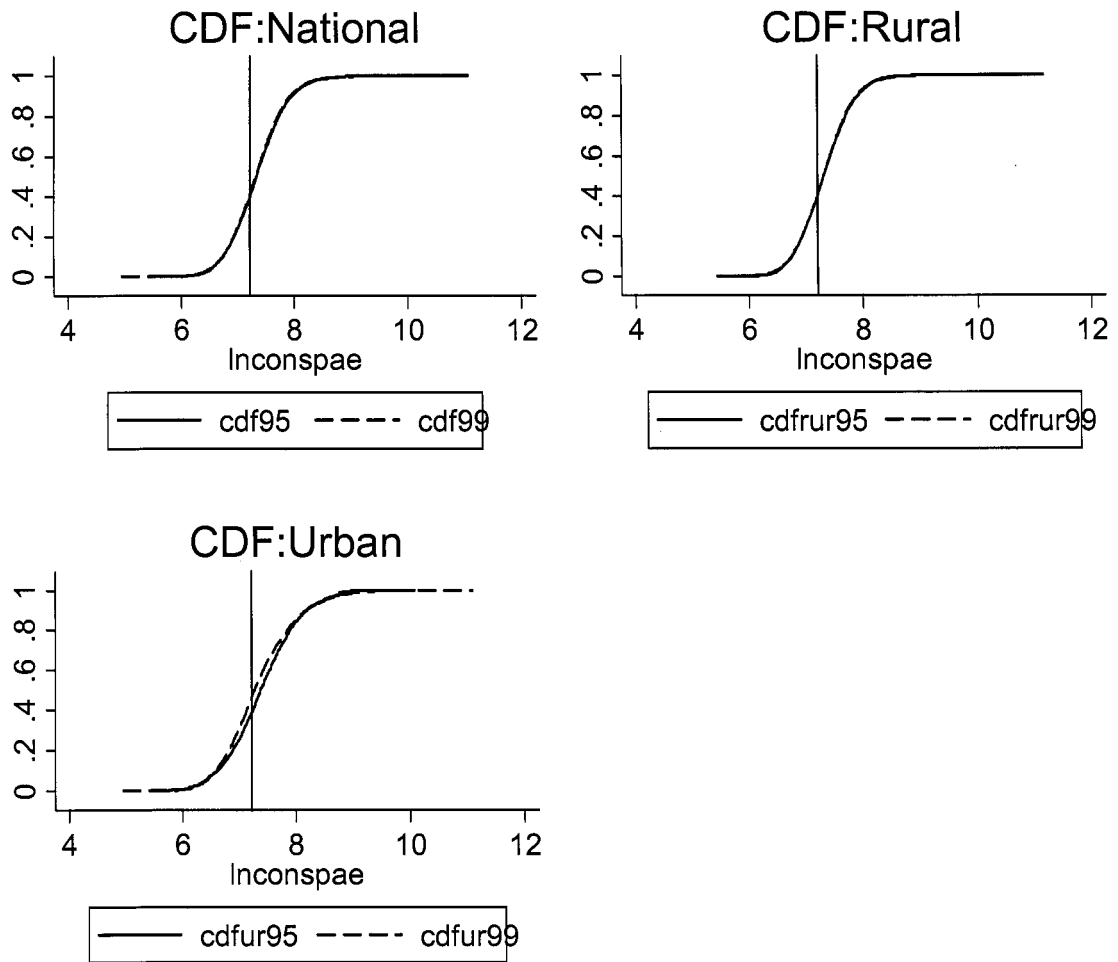 CDF:National
0 .2 .4 .6 .8 1
4 6 8 10 12
lnconspae
cdf95 cdf99
CDF:Rural
0 .2 .4 .6 .8 1
4 6 8 10 12
lnconspae
cdfrur95 cdfrur99
CDF:Urban
0 .2 .4 .6 .8 1
4 6 8 10 12
lnconspae
cdfur95 cdfur99